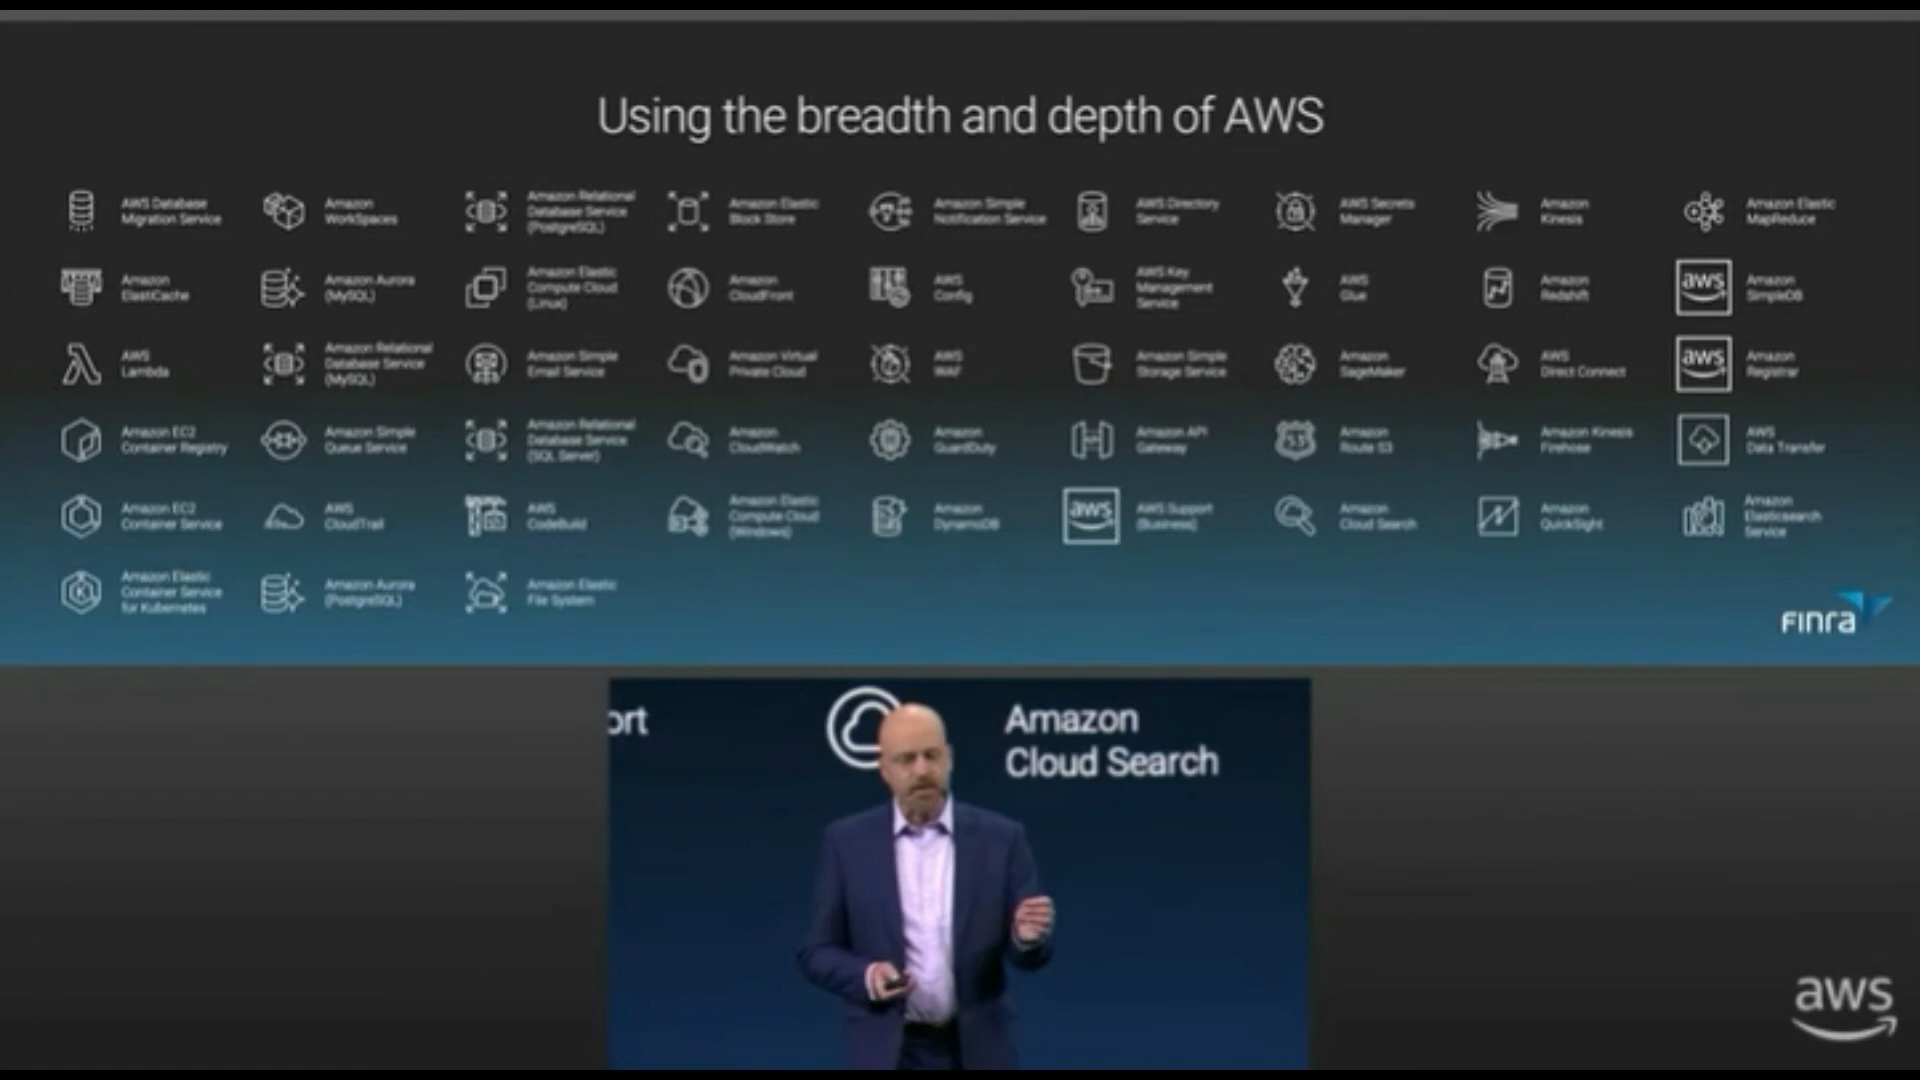 Using the breadth and depth of AWS
AWS Database
Migration Service
Amazon
WorkSpaces
Amazon Relational
Database Service
(PostgreSQL)
Amazon Elastic
Block Store
Amazon Simple
Notification Service
AWS Directory
Service
AWS Secrets
Manager
Amazon
Kinesis
Amazon Elastic
MapReduce
Amazon
ElastiCache
Amazon Aurora
(MySQL)
Amazon Elastic
Compute Cloud
(Linux)
Amazon
CloudFront
AWS
Config
AWS Key
Management
Service
AWS
Glue
Amazon
Redshift
aws
Amazon
SimpleDB
AWS
Lambda
Amazon Relational
Database Service
(MySQL)
Amazon Simple
Email Service
Amazon Virtual
Private Cloud
AWS
WAF
Amazon Simple
Storage Service
Amazon
SageMaker
AWS
Direct Connect
aws
Amazon
Registrar
Amazon EC2
Container Registry
Amazon Simple
Queue Service
Amazon Relational
Database Service
(SQL Server)
Amazon
CloudWatch
Amazon
GuardDuty
Amazon API
Gateway
53
Amazon
Route 53
Amazon Kinesis
Firehose
AWS
Data Transfer
Amazon EC2
Container Service
AWS
CloudTrail
AWS
CodeBuild
Amazon Elastic
Compute Cloud
(Windows)
Amazon
DynamoDB
aws
AWS Support
(Business)
Amazon
Cloud Search
Amazon
QuickSight
Amazon
Elasticsearch
Service
K
Amazon Elastic
Container Service
for Kubernetes
Amazon Aurora
(PostgreSQL)
Amazon Elastic
File System
Finra
ort
Amazon
Cloud Search
aws